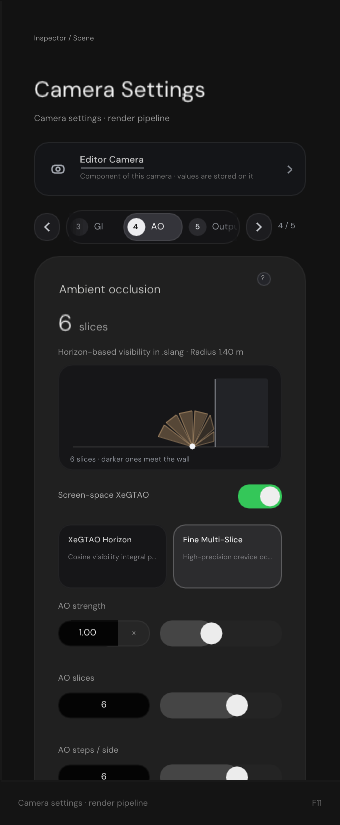 Inspector / Scene
Camera Settings
Camera settings · render pipeline
Editor Camera
Component of this camera · values are stored on it
3 GI 4 AO 5 Outpu 4 / 5
?
Ambient occlusion
6 slices
Horizon-based visibility in .slang · Radius 1.40 m
6 slices · darker ones meet the wall
Screen-space XeGTAO
XeGTAO Horizon Fine Multi-Slice
Cosine visibility integral p... High-precision crevice oc...
AO strength
1.00 ×
AO slices
6
AO steps / side
6
Camera settings · render pipeline F11